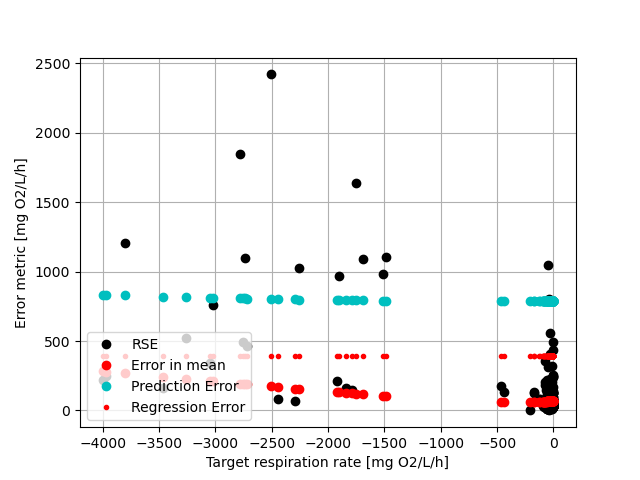 2500
2000
1500
1000
500
0
Error metric [mg O2/L/h]
RSE
Error in mean
Prediction Error
Regression Error
−4000 −3500 −3000 −2500 −2000 −1500 −1000 −500 0
Target respiration rate [mg O2/L/h]